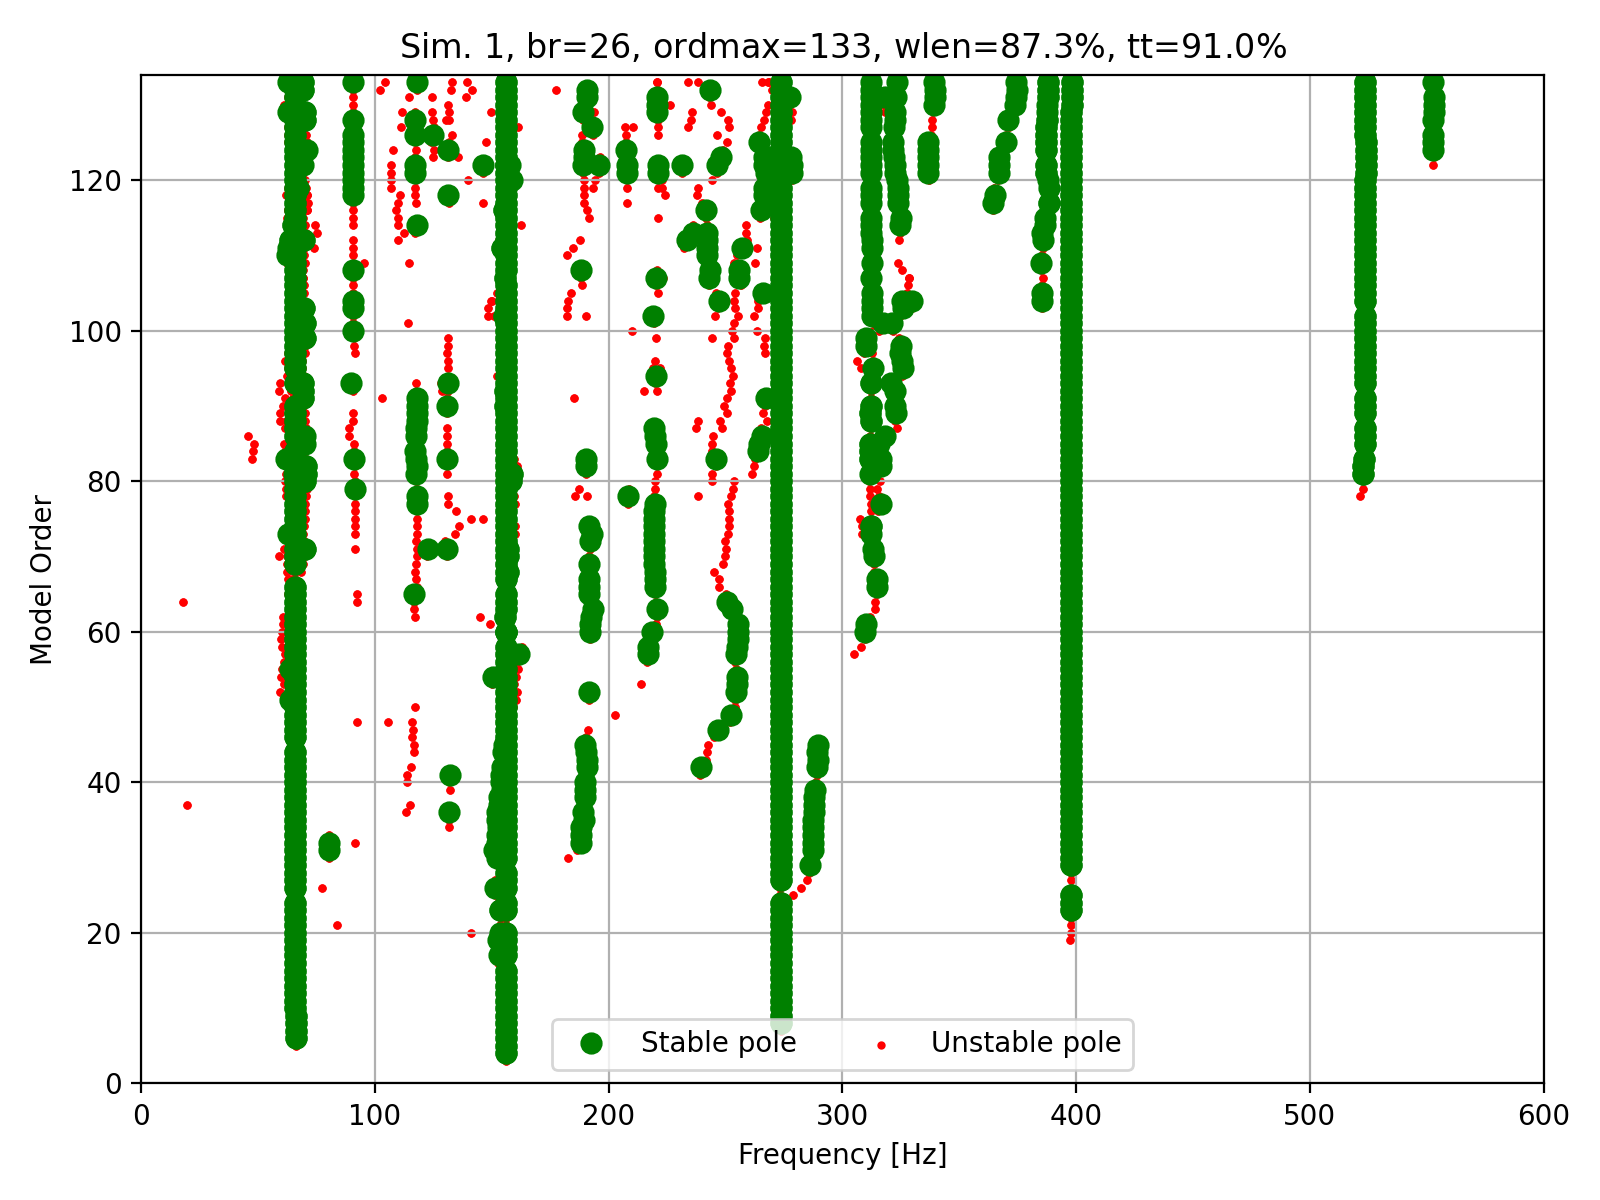 Sim. 1, br=26, ordmax=133, wlen=87.3%, tt=91.0%
120
100
80
60
40
20
0
Model Order
Stable pole Unstable pole
0 100 200 300 400 500 600
Frequency [Hz]